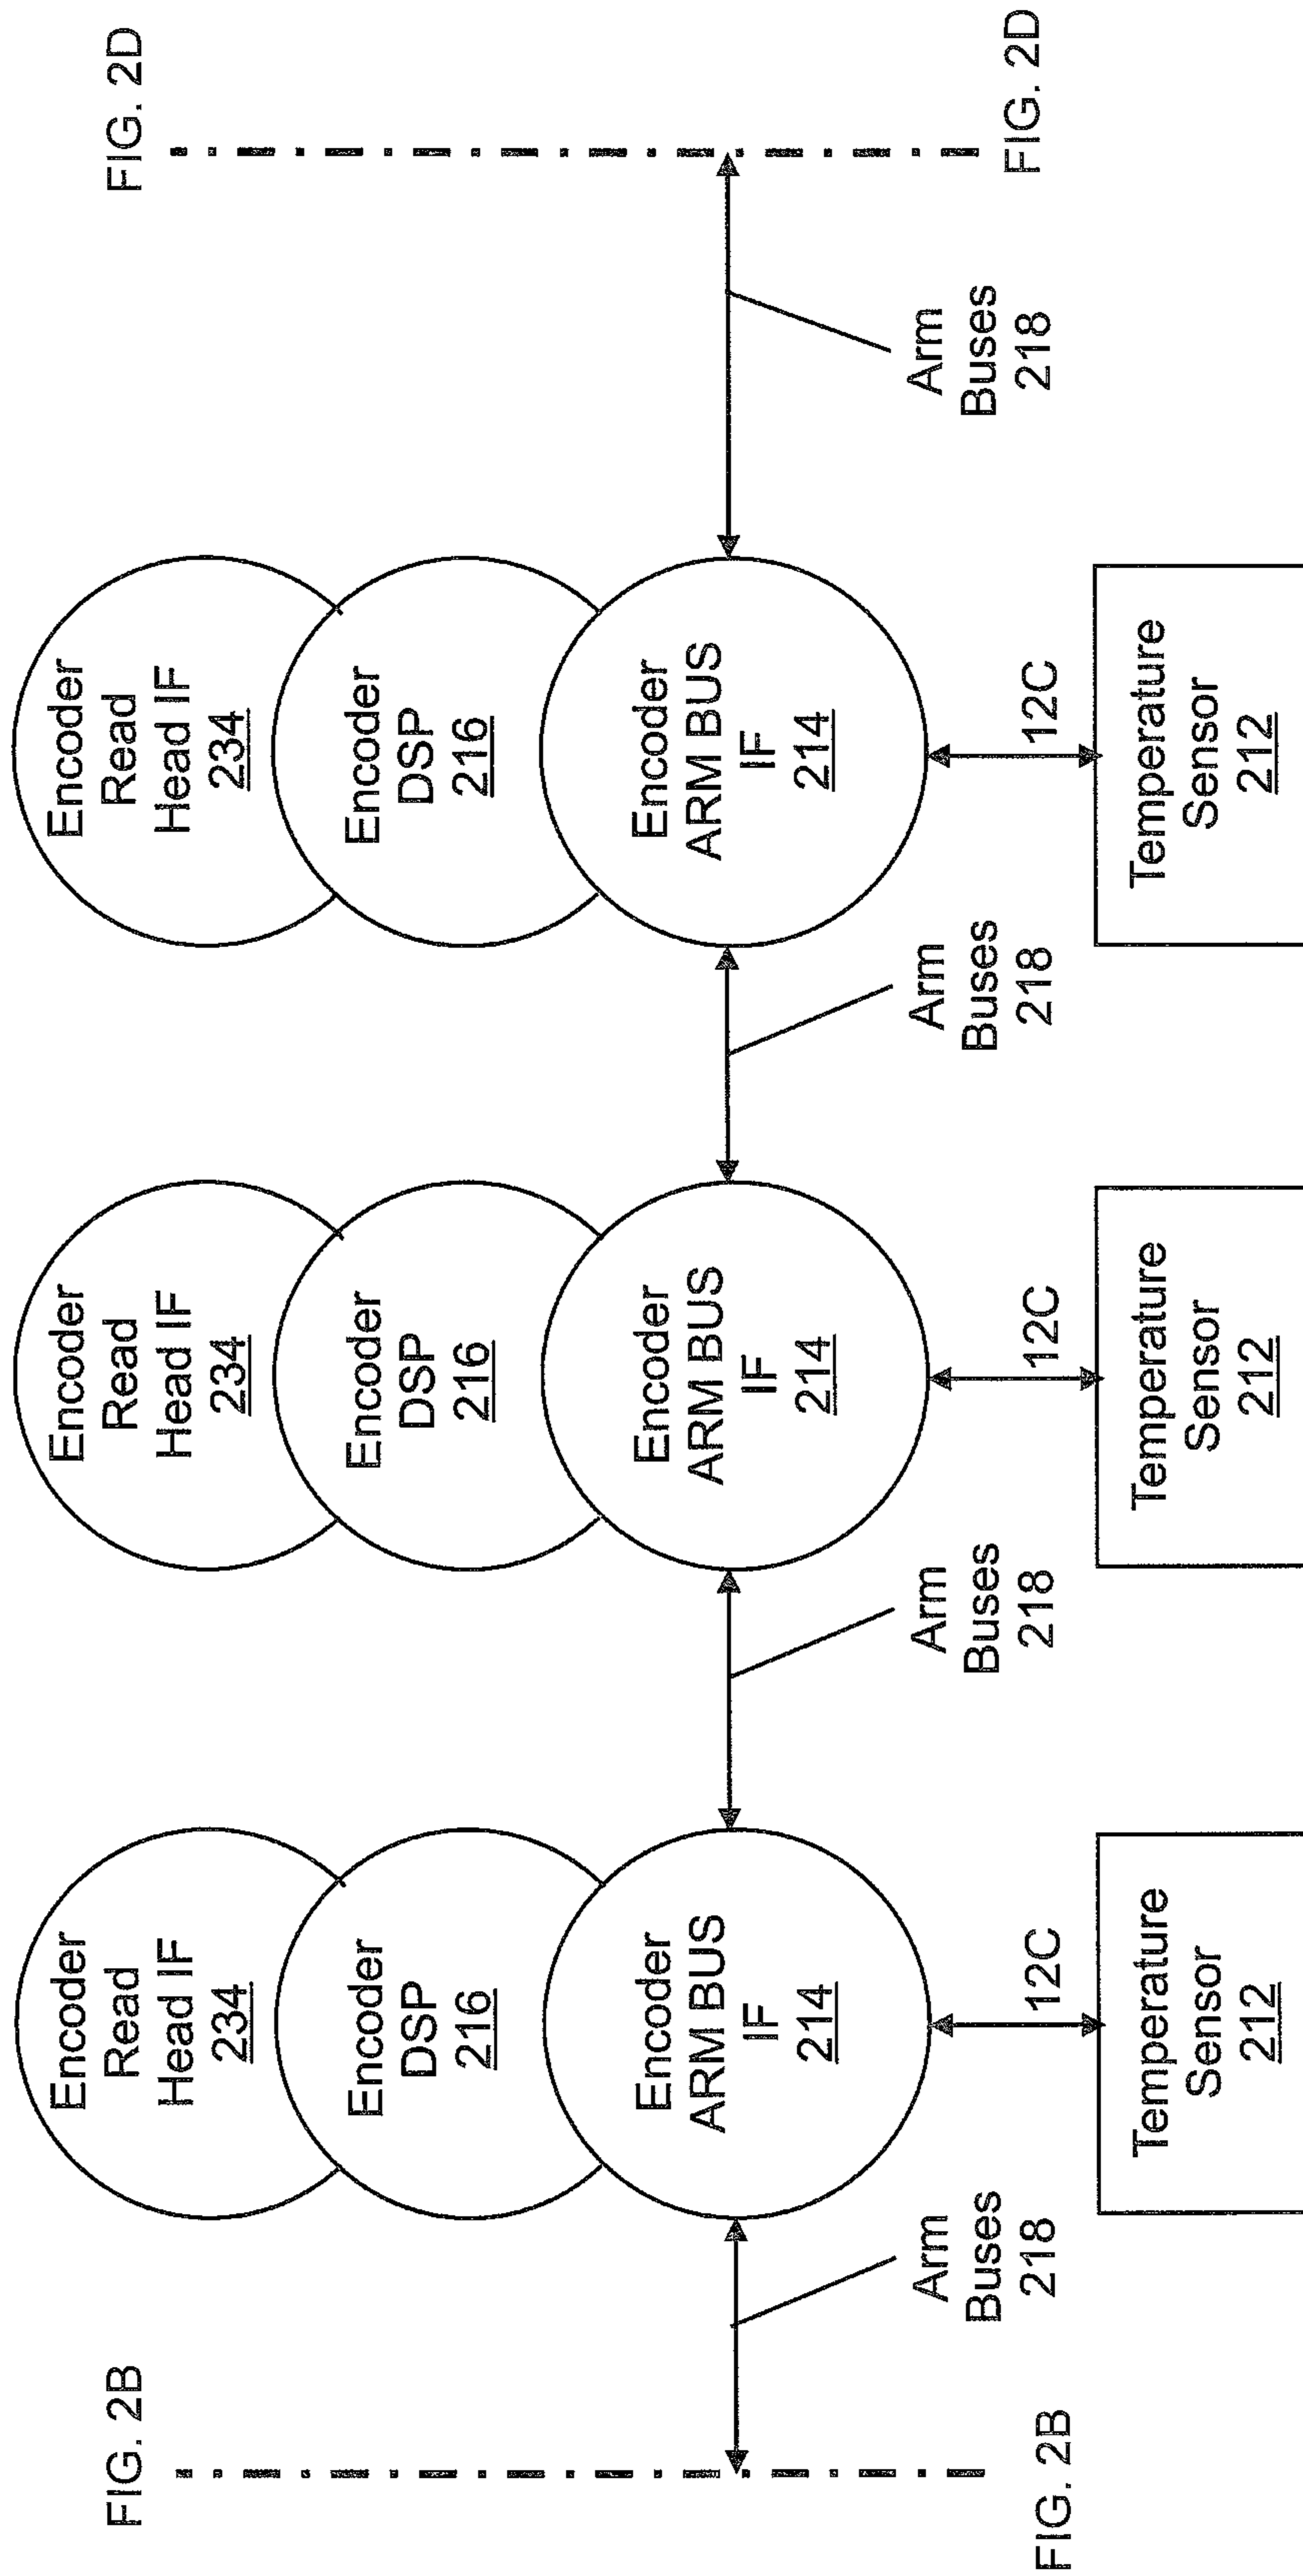 FIG. 2B
FIG. 2D
Encoder
Read
Head IF
234
Encoder
DSP
216
Encoder
ARM BUS
IF
214
Encoder
Read
Head IF
234
Encoder
DSP
216
Encoder
ARM BUS
IF
214
Encoder
Read
Head IF
234
Encoder
DSP
216
Encoder
ARM BUS
IF
214
Arm
Buses
218
Arm
Buses
218
Arm
Buses
218
Arm
Buses
218
12C
12C
12C
FIG. 2B
FIG. 2D
Temperature
Sensor
212
Temperature
Sensor
212
Temperature
Sensor
212